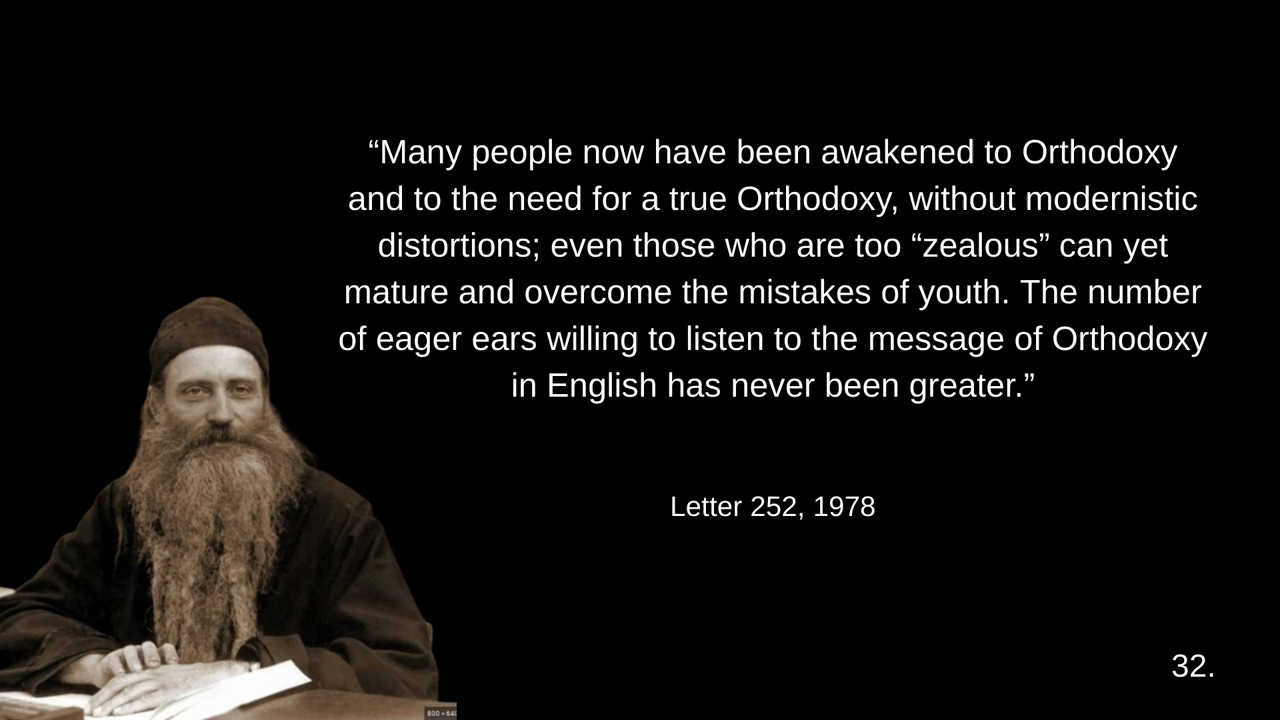 “Many people now have been awakened to Orthodoxy
and to the need for a true Orthodoxy, without modernistic
distortions; even those who are too “zealous” can yet
mature and overcome the mistakes of youth. The number
of eager ears willing to listen to the message of Orthodoxy
in English has never been greater.”
Letter 252, 1978
32.
800 × 640